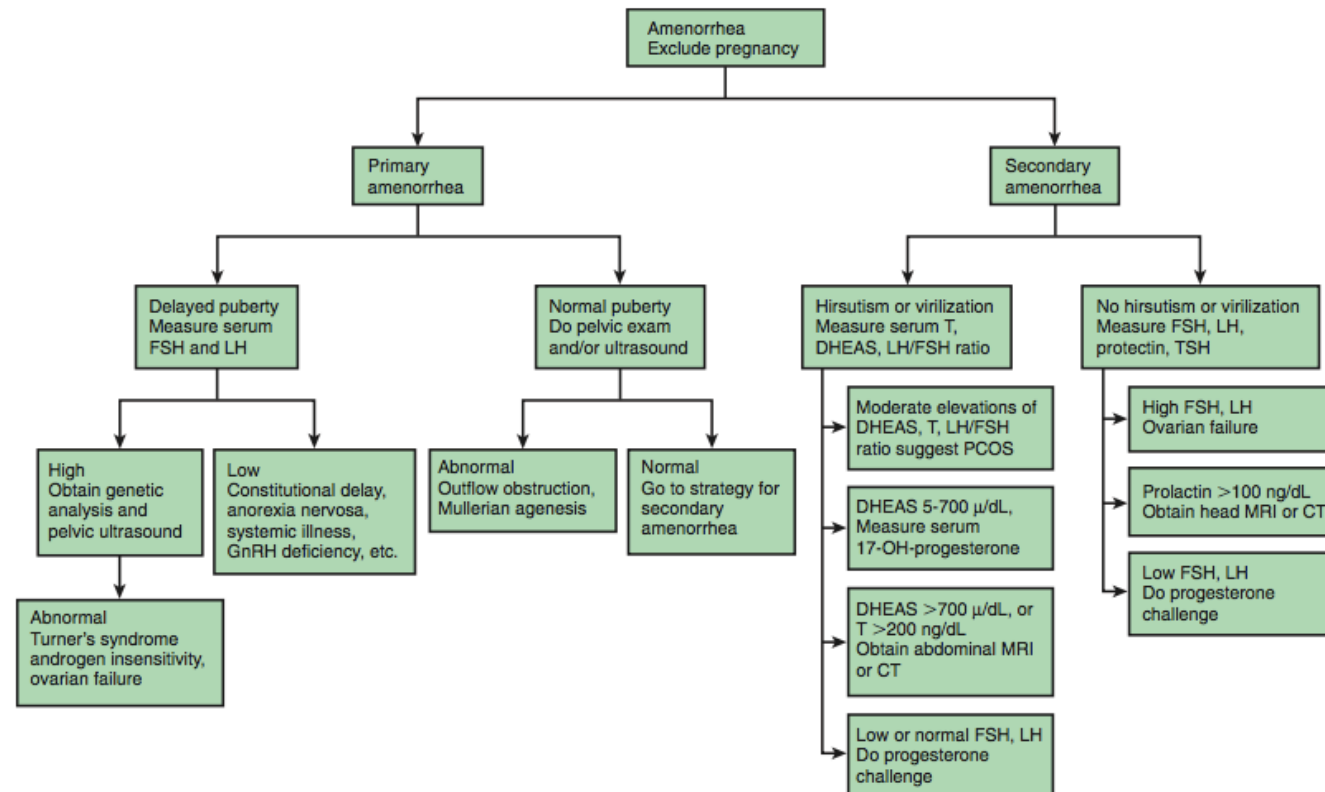 Amenorrhea
Exclude pregnancy
Primary
amenorrhea
Secondary
amenorrhea
Delayed puberty
Measure serum
FSH and LH
Normal puberty
Do pelvic exam
and/or ultrasound
Hirsutism or virilization
Measure serum T,
DHEAS, LH/FSH ratio
No hirsutism or virilization
Measure FSH, LH,
protectin, TSH
High
Obtain genetic
analysis and
pelvic ultrasound
Low
Constitutional delay,
anorexia nervosa,
systemic illness,
GnRH deficiency, etc.
Abnormal
Outflow obstruction,
Mullerian agenesis
Normal
Go to strategy for
secondary
amenorrhea
Abnormal
Turner's syndrome
androgen insensitivity,
ovarian failure
Moderate elevations of
DHEAS, T, LH/FSH
ratio suggest PCOS
DHEAS 5-700 µ/dL,
Measure serum
17-OH-progesterone
DHEAS >700 µ/dL, or
T >200 ng/dL
Obtain abdominal MRI
or CT
Low or normal FSH, LH
Do progesterone
challenge
High FSH, LH
Ovarian failure
Prolactin >100 ng/dL
Obtain head MRI or CT
Low FSH, LH
Do progesterone
challenge